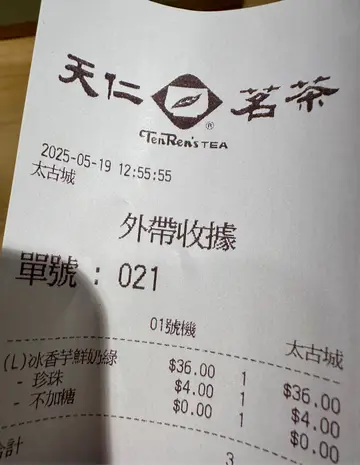 天仁茗茶
®
TenRen's TEA
2025-05-19 12:55:55
太古城
外帶收據
單號 : 021
01號機 太古城
(L)冰香芋鮮奶綠 $36.00 1 $36.00
- 珍珠 $4.00 1 $4.00
- 不加糖 $0.00 1 $0.00
合計 3